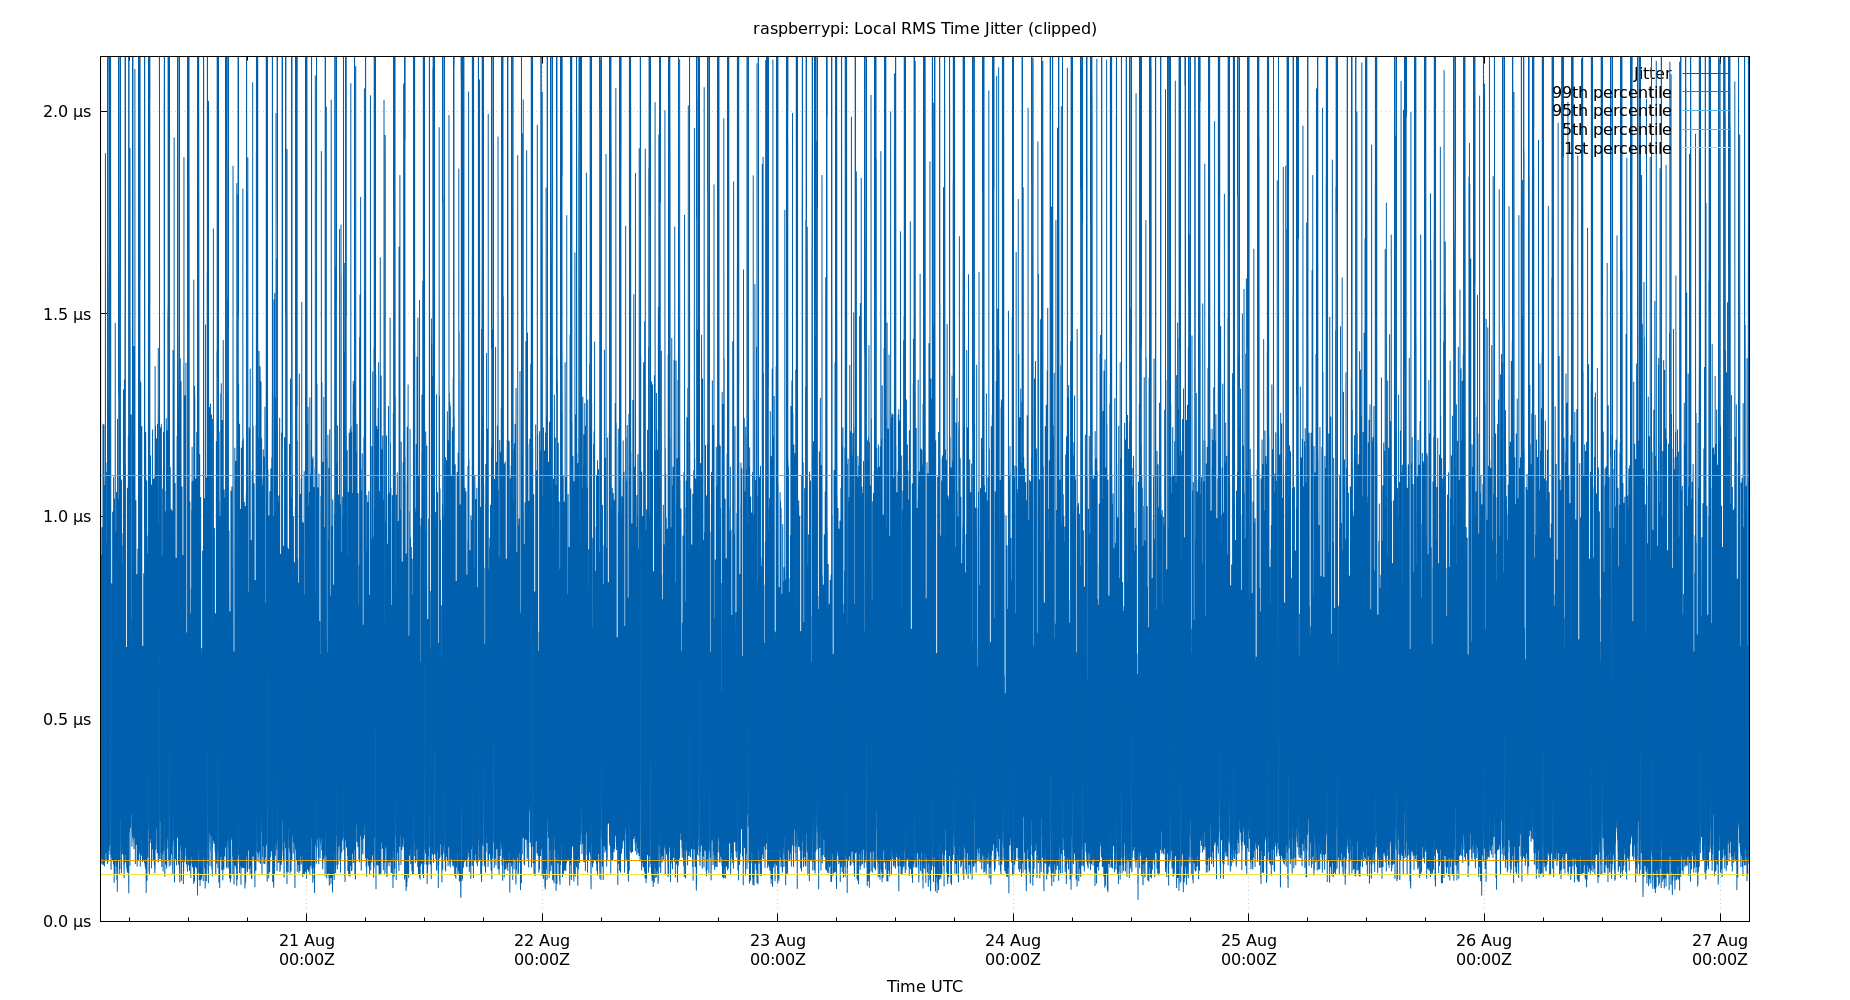 raspberrypi: Local RMS Time Jitter (clipped)
Jitter
99th percentile
95th percentile
5th percentile
1st percentile
2.0 µs
1.5 µs
1.0 µs
0.5 µs
0.0 µs
21 Aug 22 Aug 23 Aug 24 Aug 25 Aug 26 Aug 27 Aug
00:00Z 00:00Z 00:00Z 00:00Z 00:00Z 00:00Z 00:00Z
Time UTC